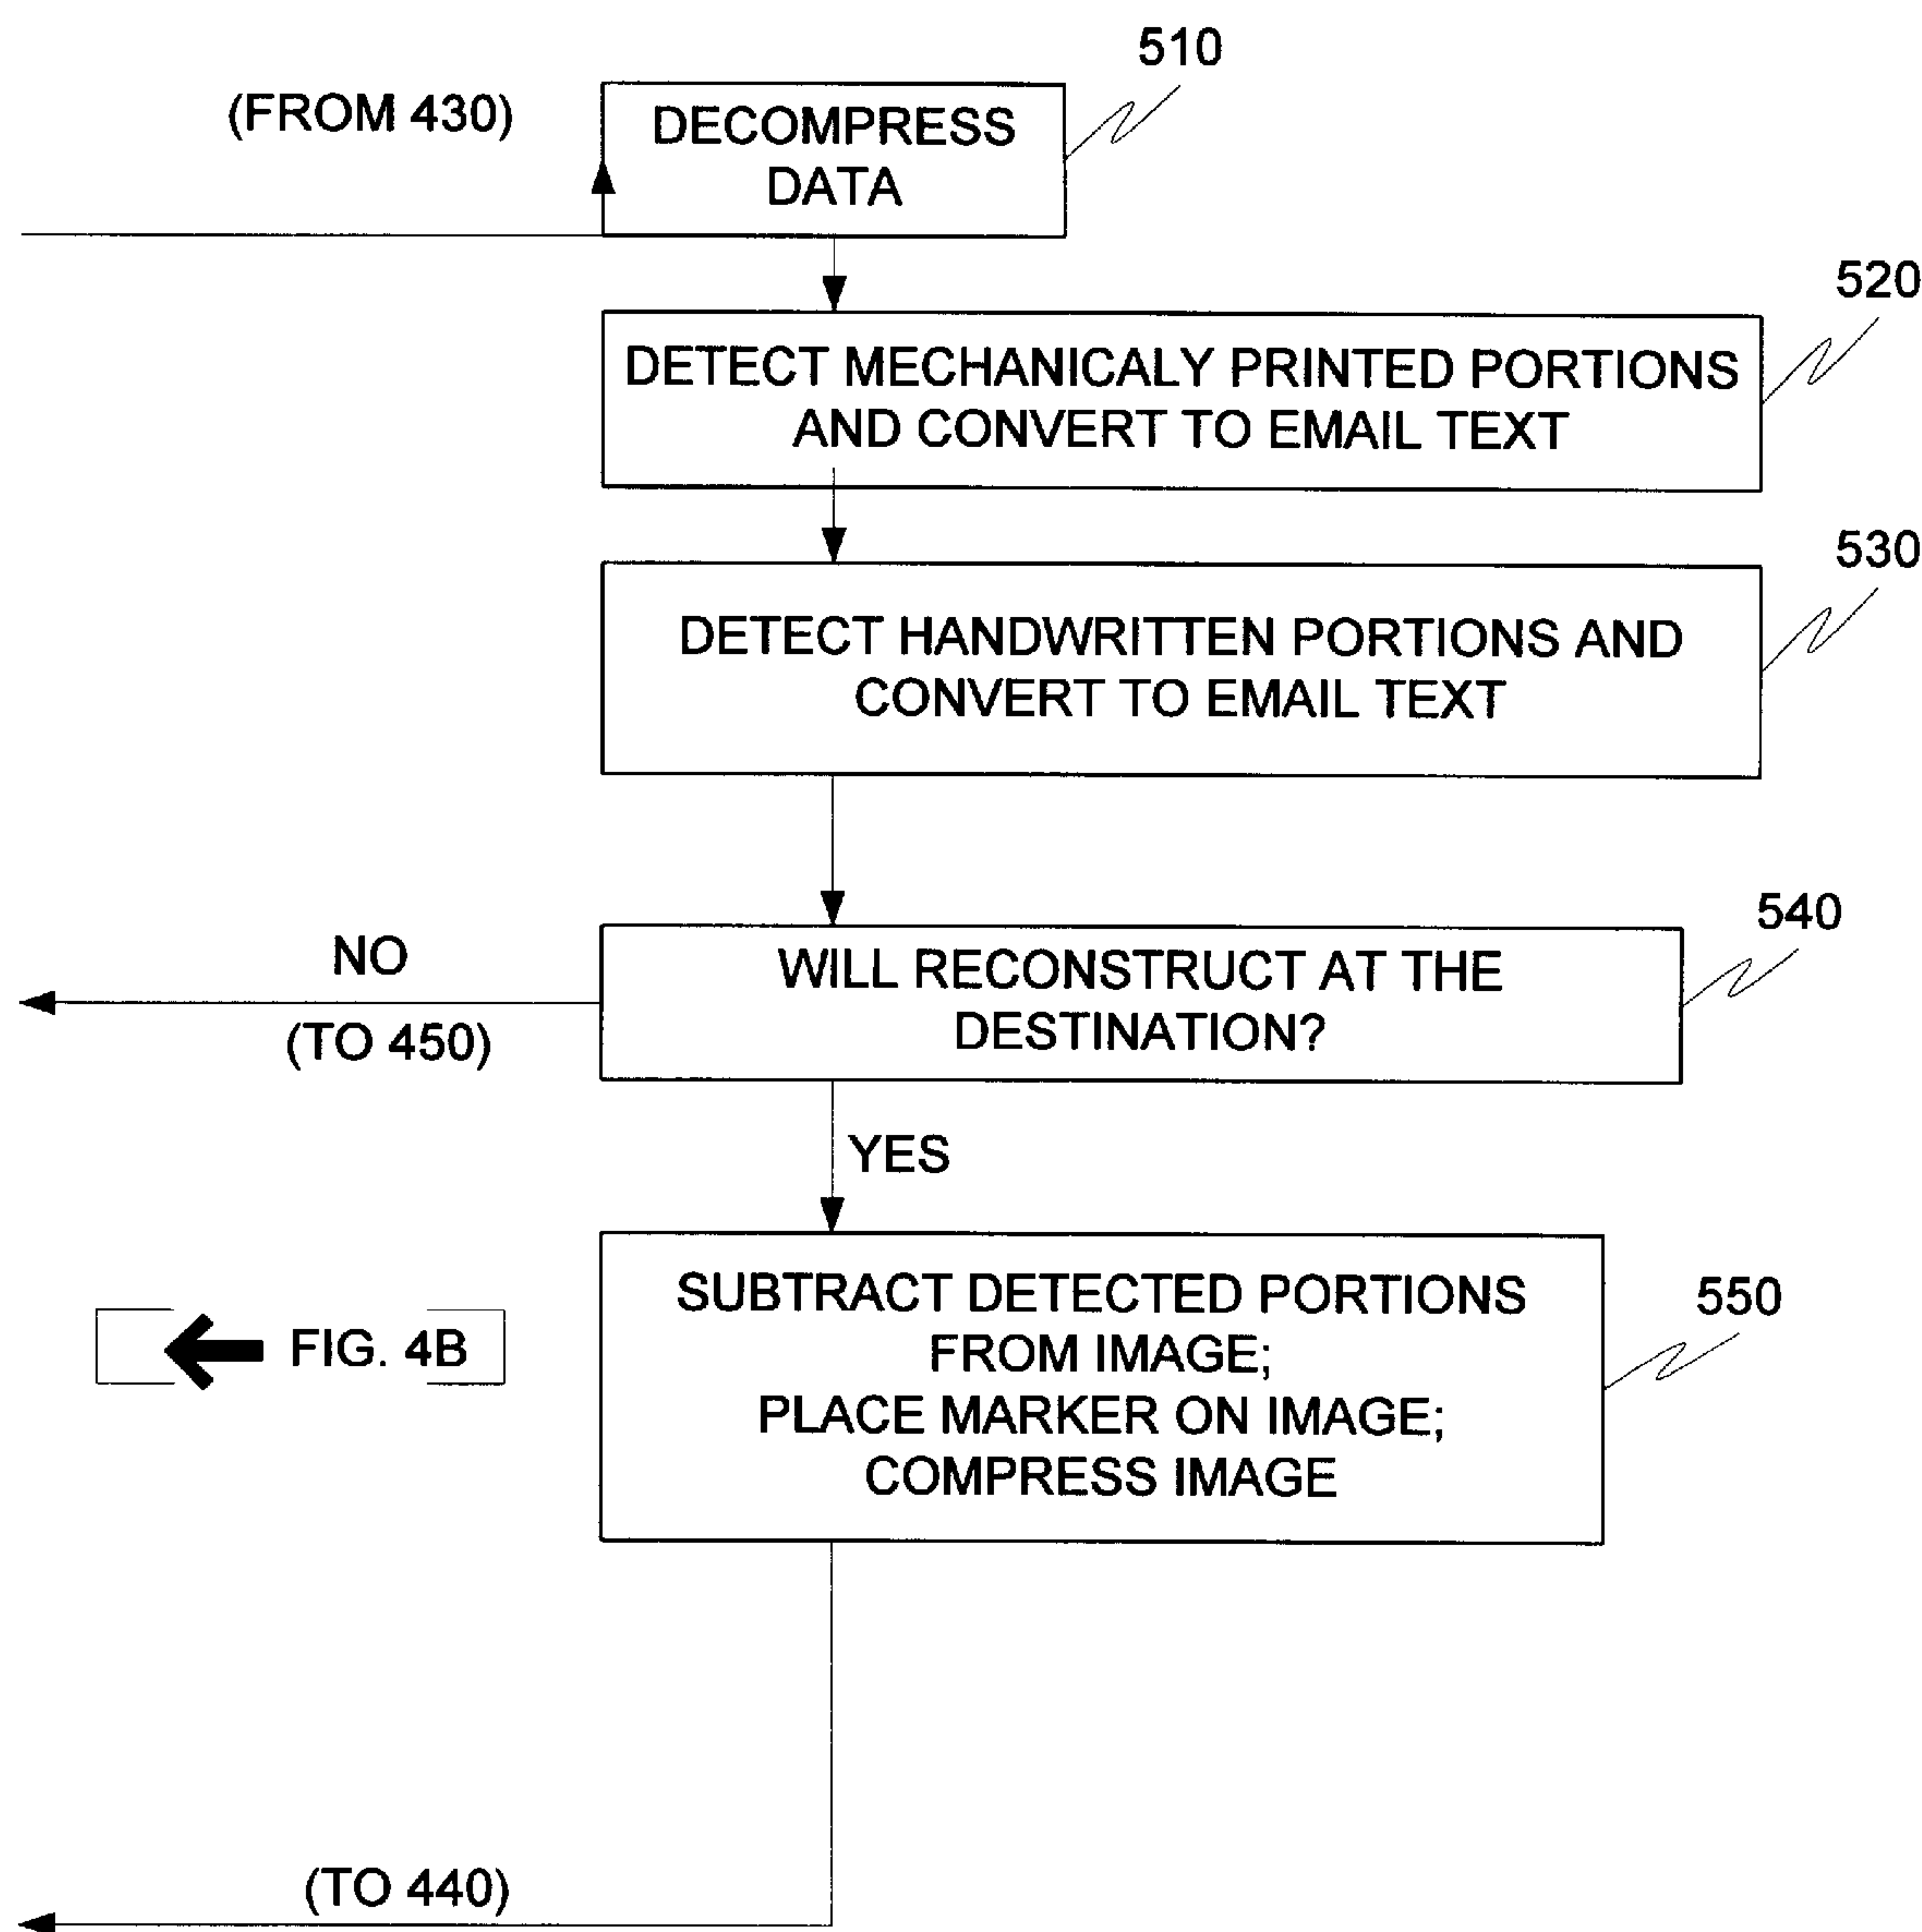 510
(FROM 430)
DECOMPRESS
DATA
520
DETECT MECHANICALY PRINTED PORTIONS
AND CONVERT TO EMAIL TEXT
530
DETECT HANDWRITTEN PORTIONS AND
CONVERT TO EMAIL TEXT
540
NO
WILL RECONSTRUCT AT THE
DESTINATION?
(TO 450)
YES
550
SUBTRACT DETECTED PORTIONS
FROM IMAGE;
PLACE MARKER ON IMAGE;
COMPRESS IMAGE
FIG. 4B
(TO 440)